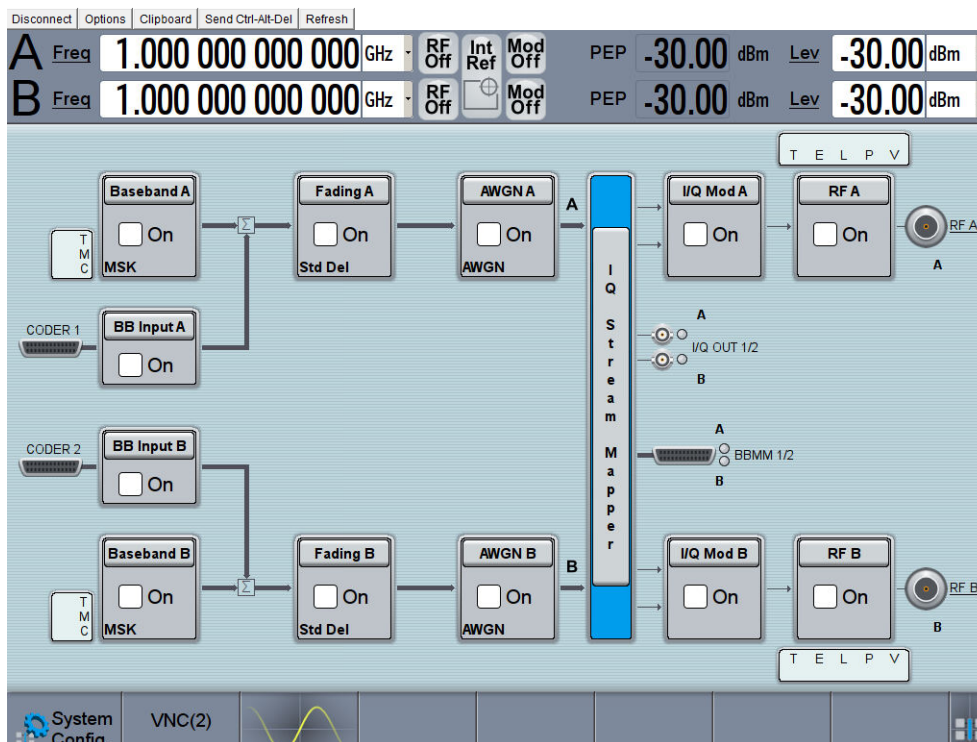 Disconnect Options Clipboard Send Ctrl-Alt-Del Refresh
A Freq 1.000 000 000 000 GHz RF Off Int Ref Mod Off PEP -30.00 dBm Lev -30.00 dBm
B Freq 1.000 000 000 000 GHz RF Off Mod Off PEP -30.00 dBm Lev -30.00 dBm
T E L P V
Baseband A Fading A AWGN A I/Q Mod A RF A
A
On On On On On RF A
T M C MSK Std Del AWGN A
IQ Stream Mapper
CODER 1 BB Input A
On
A
I/Q OUT 1/2
B
CODER 2 BB Input B
On
A
BBMM 1/2
B
Baseband B Fading B AWGN B I/Q Mod B RF B
B
On On On On On RF B
T M C MSK Std Del AWGN B
T E L P V
System Config VNC(2)